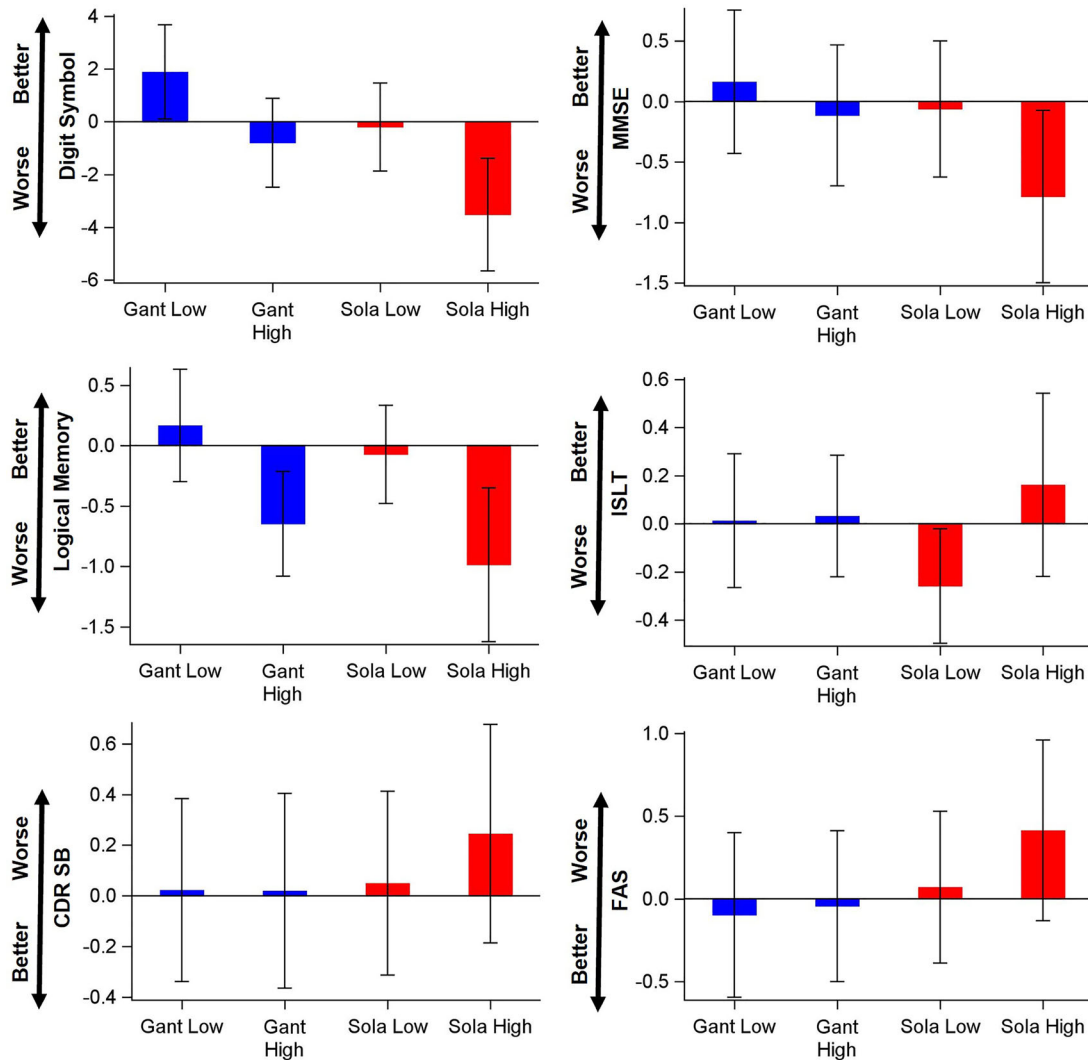 Better
Worse
Digit Symbol
4
2
0
-2
-4
-6
Gant Low
Gant
High
Sola Low
Sola High
Better
Worse
MMSE
0.5
0.0
-0.5
-1.0
-1.5
Gant Low
Gant
High
Sola Low
Sola High
Better
Worse
Logical Memory
0.5
0.0
-0.5
-1.0
-1.5
Gant Low
Gant
High
Sola Low
Sola High
Better
Worse
ISLT
0.6
0.4
0.2
0.0
-0.2
-0.4
Gant Low
Gant
High
Sola Low
Sola High
Worse
Better
CDR SB
0.6
0.4
0.2
0.0
-0.2
-0.4
Gant Low
Gant
High
Sola Low
Sola High
Worse
Better
FAS
1.0
0.5
0.0
-0.5
Gant Low
Gant
High
Sola Low
Sola High